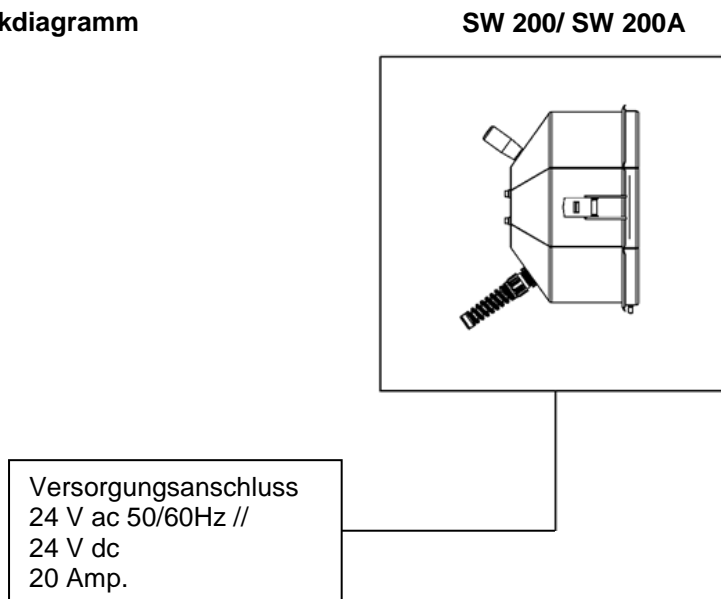 kdiagramm
SW 200/ SW 200A
Versorgungsanschluss
24 V ac 50/60Hz //
24 V dc
20 Amp.